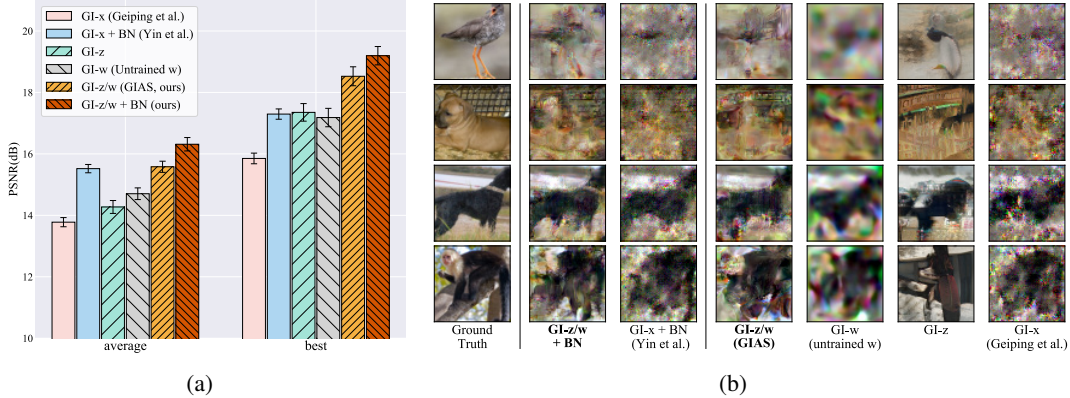 20
18
16
14
12
10
PSNR(dB)
GI-x (Geiping et al.)
GI-x + BN (Yin et al.)
GI-z
GI-w (Untrained w)
GI-z/w (GIAS, ours)
GI-z/w + BN (ours)
average
best
(a)
Ground
Truth
GI-z/w
+ BN
GI-x + BN
(Yin et al.)
GI-z/w
(GIAS)
GI-w
(untrained w)
GI-z
GI-x
(Geiping et al.)
(b)